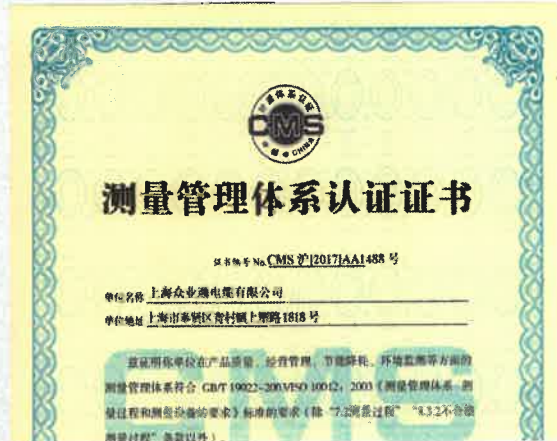 CMS
CHINA
测量管理体系认证证书
证书编号 No. CMS 沪[2017]AA1488 号
单位名称 上海众业通电缆有限公司
单位地址 上海市奉贤区青村镇上塑路1818 号
兹证明你单位在产品质量、经营管理、节能降耗、环境监测等方面的
测量管理体系符合 GB/T 19022-2003/ISO 10012：2003《测量管理体系 测
量过程和测量设备的要求》标准的要求（除“7.2测量过程” “8.3.2不合格
测量过程”条款以外）。
CMS